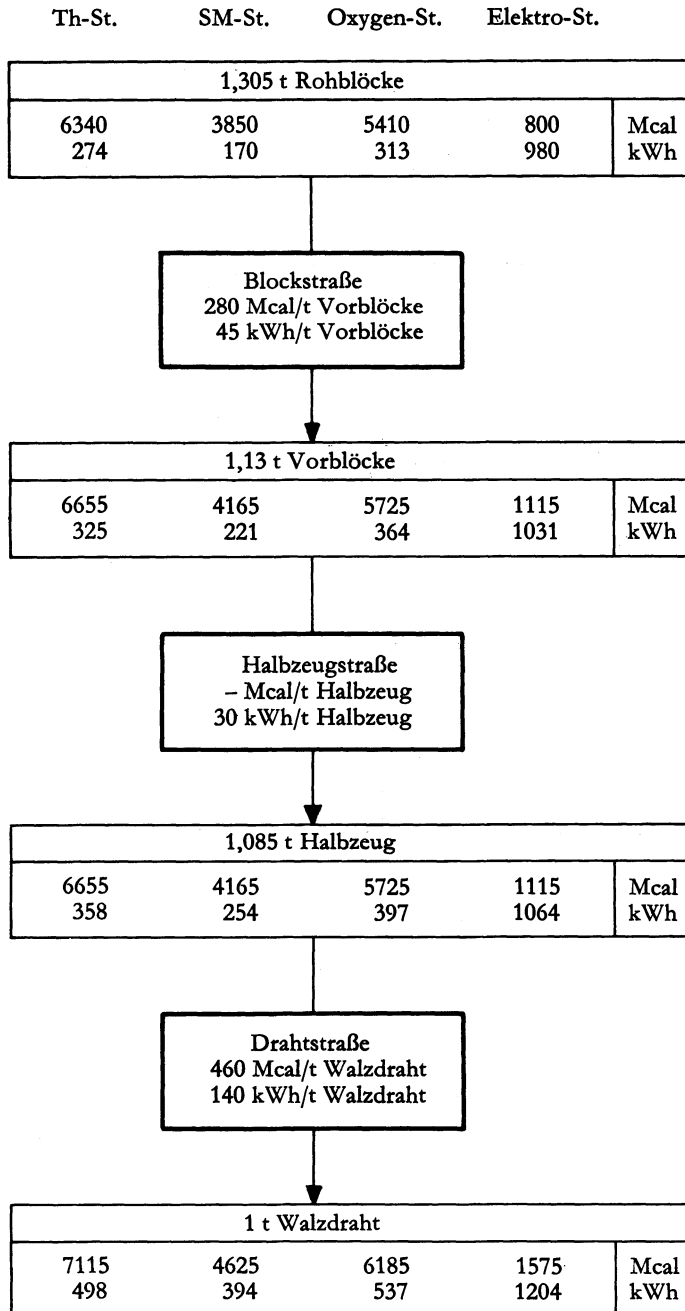 Th-St. SM-St. Oxygen-St. Elektro-St.
1,305 t Rohblöcke
6340 3850 5410 800 Mcal
274 170 313 980 kWh
Blockstraße
280 Mcal/t Vorblöcke
45 kWh/t Vorblöcke
1,13 t Vorblöcke
6655 4165 5725 1115 Mcal
325 221 364 1031 kWh
Halbzeugstraße
– Mcal/t Halbzeug
30 kWh/t Halbzeug
1,085 t Halbzeug
6655 4165 5725 1115 Mcal
358 254 397 1064 kWh
Drahtstraße
460 Mcal/t Walzdraht
140 kWh/t Walzdraht
1 t Walzdraht
7115 4625 6185 1575 Mcal
498 394 537 1204 kWh